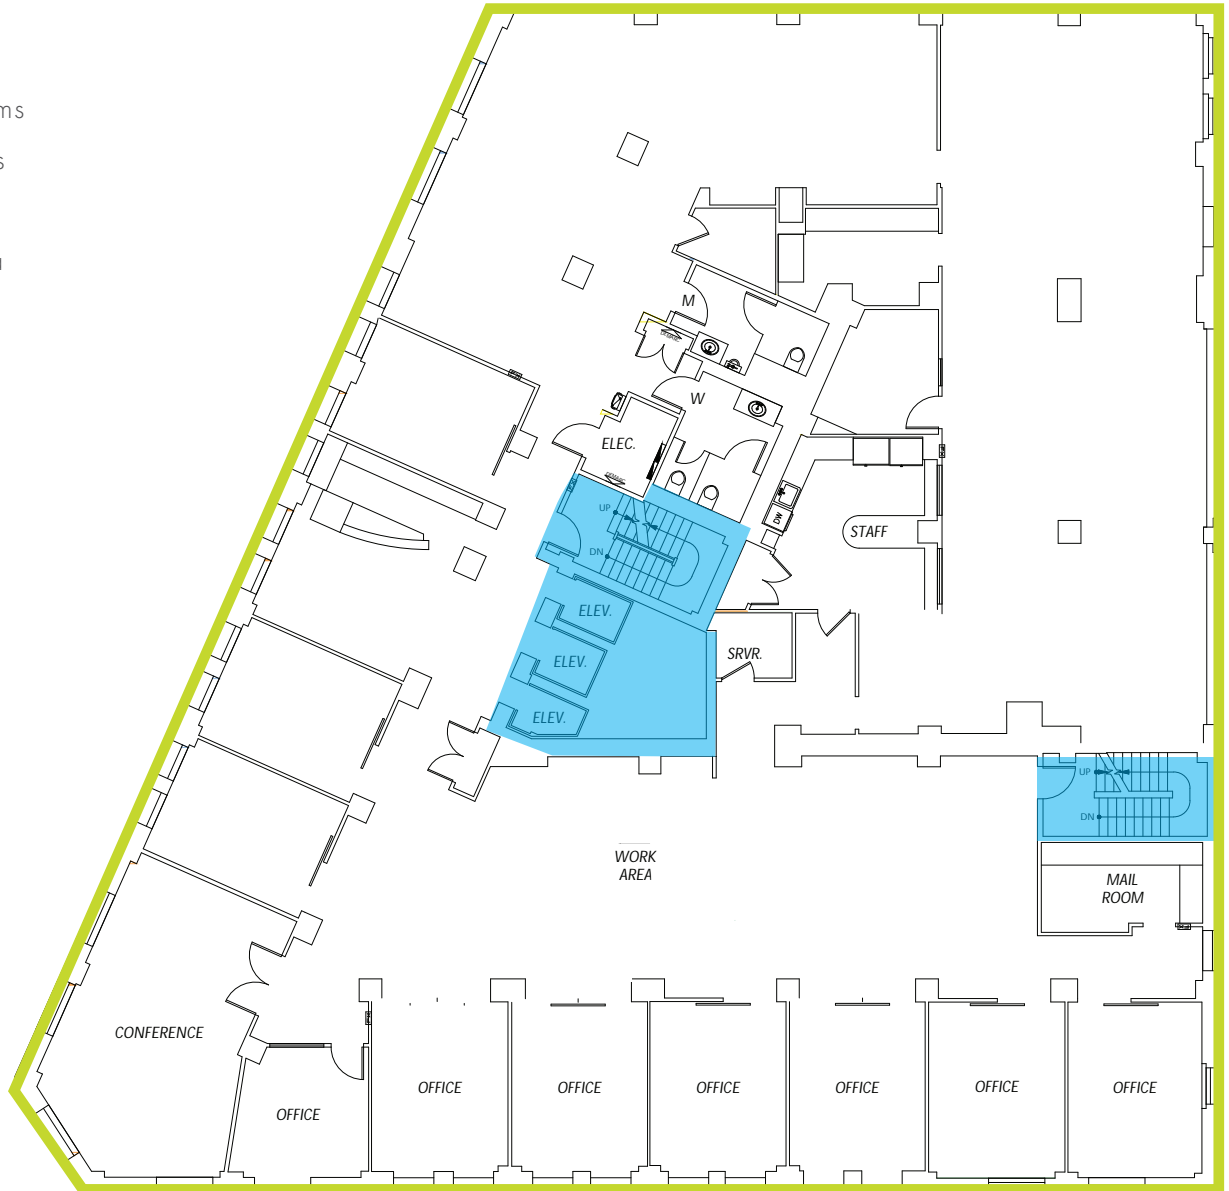 ms
s
M
W
ELEC.
UP
DN
DW
STAFF
ELEV.
ELEV.
ELEV.
SRVR.
UP
DN
WORK
AREA
MAIL
ROOM
CONFERENCE
OFFICE
OFFICE
OFFICE
OFFICE
OFFICE
OFFICE
OFFICE